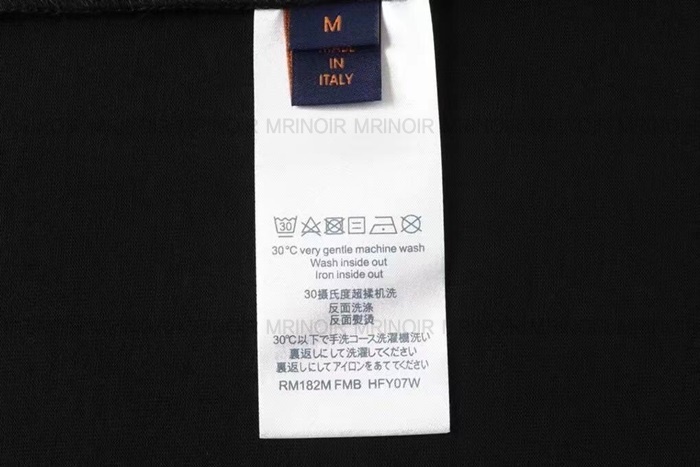 M
MADE
IN
ITALY
MRINOIR MRINOIR
30
30°C very gentle machine wash
Wash inside out
Iron inside out
30攝氏度超揉机洗
反面洗涤
反面熨烫
MRINOIR MRINOIR
30℃以下で手洗コース洗濯機洗い
裏返しにして洗濯してください
裏返しにしてアイロンをあててください
RM182M FMB HFY07W